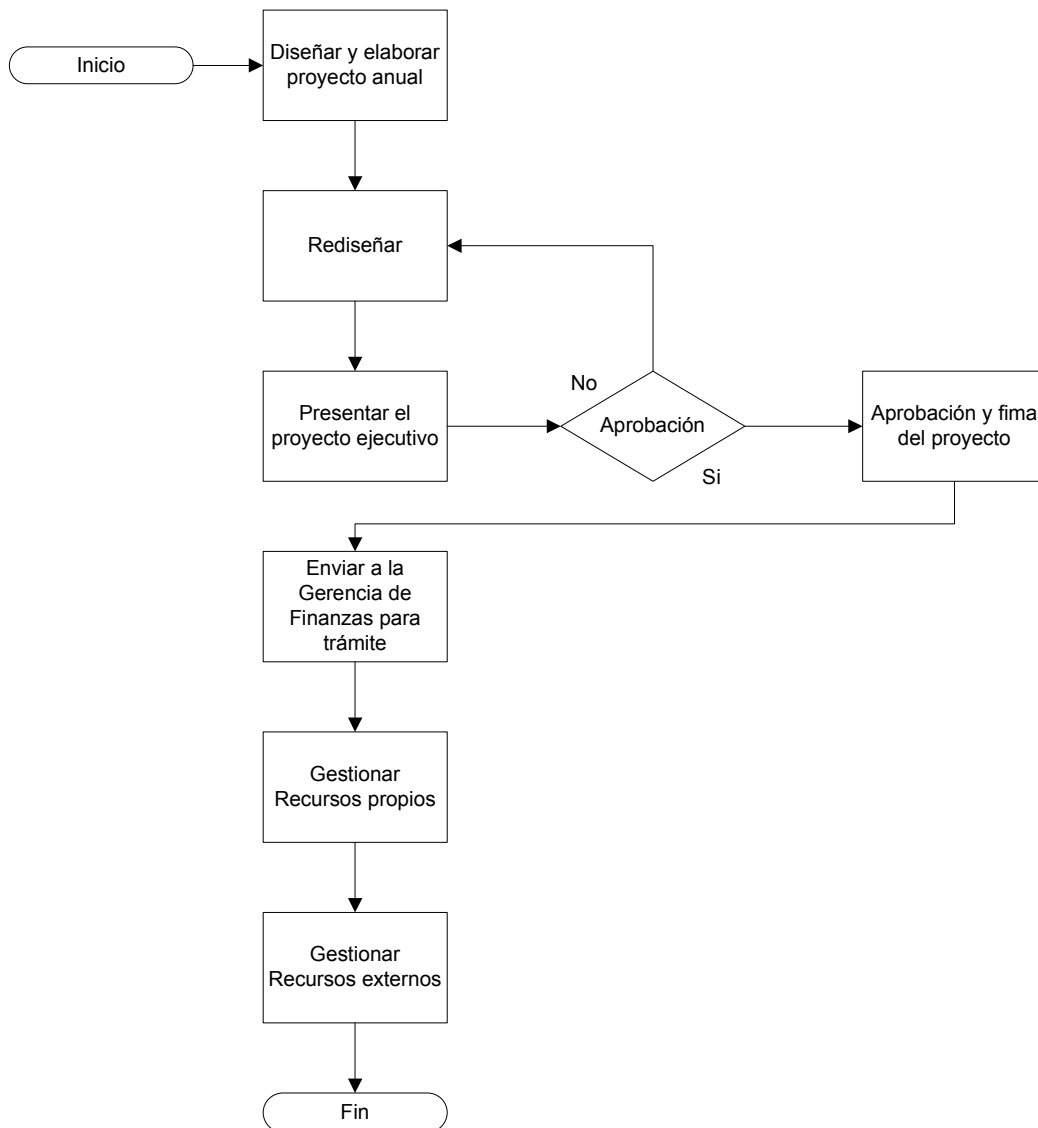 Inicio
Diseñar y elaborar
proyecto anual
Rediseñar
Presentar el
proyecto ejecutivo
No
Aprobación
Si
Aprobación y fima
del proyecto
Enviar a la
Gerencia de
Finanzas para
trámite
Gestionar
Recursos propios
Gestionar
Recursos externos
Fin